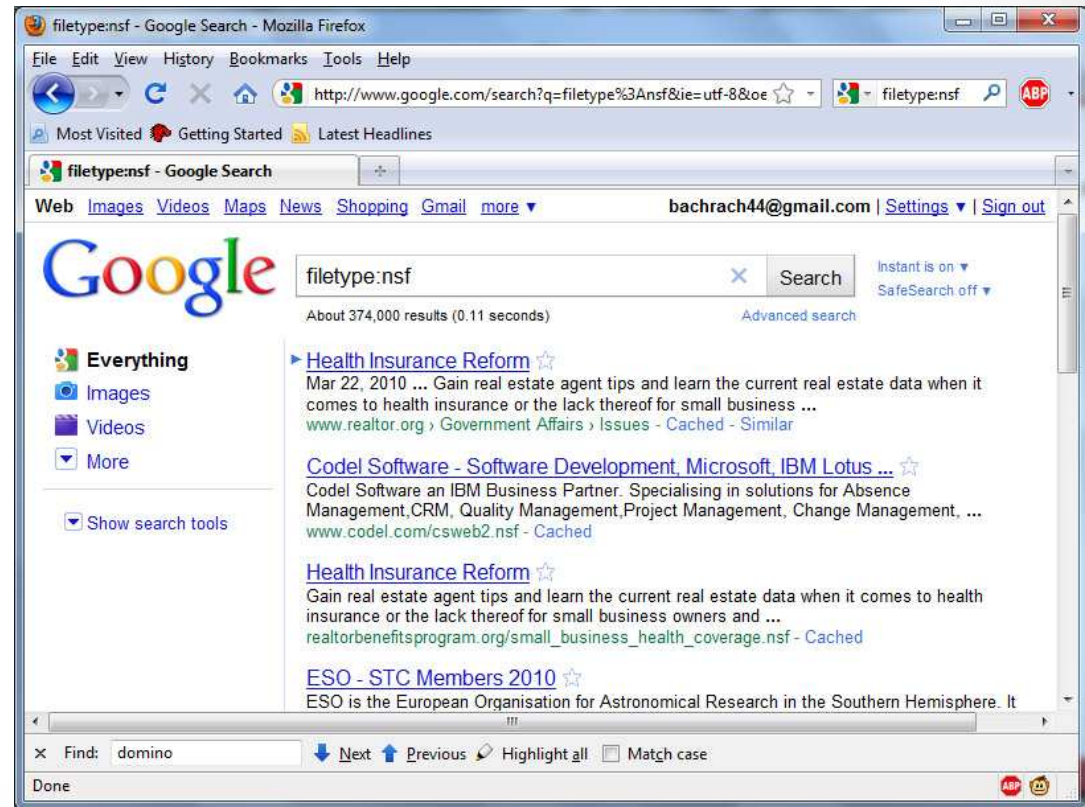 filetype:nsf - Google Search - Mozilla Firefox
File Edit View History Bookmarks Tools Help
http://www.google.com/search?q=filetype%3Ansf&ie=utf-8&oe
filetype:nsf
ABP
Most Visited Getting Started Latest Headlines
filetype:nsf - Google Search
Web Images Videos Maps News Shopping Gmail more ▼ bachrach44@gmail.com | Settings ▼ | Sign out
Google
filetype:nsf
Search
Instant is on ▼
SafeSearch off ▼
About 374,000 results (0.11 seconds) Advanced search
Everything
Images
Videos
More
Show search tools
Health Insurance Reform
Mar 22, 2010 ... Gain real estate agent tips and learn the current real estate data when it
comes to health insurance or the lack thereof for small business ...
www.realtor.org › Government Affairs › Issues - Cached - Similar
Codel Software - Software Development, Microsoft, IBM Lotus ...
Codel Software an IBM Business Partner. Specialising in solutions for Absence
Management,CRM, Quality Management,Project Management, Change Management, ...
www.codel.com/csweb2.nsf - Cached
Health Insurance Reform
Gain real estate agent tips and learn the current real estate data when it comes to health
insurance or the lack thereof for small business owners and ...
realtorbenefitsprogram.org/small_business_health_coverage.nsf - Cached
ESO - STC Members 2010
ESO is the European Organisation for Astronomical Research in the Southern Hemisphere. It
Find: domino Next Previous Highlight all Match case
Done
ABP